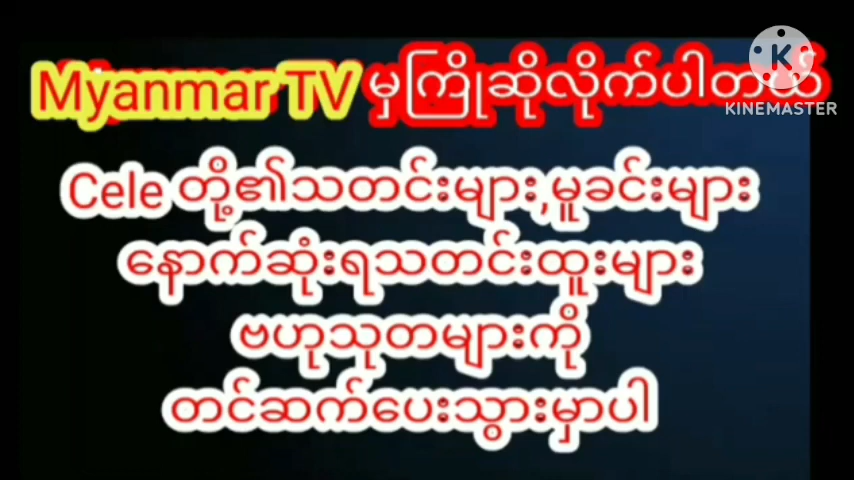 Myanmar TV မှကြိုဆိုလိုက်ပါတယ်
KINEMASTER
Cele တို့၏သတင်းများ,မူခင်းများ
နောက်ဆုံးရသတင်းထူးများ
ဗဟုသုတများကို
တင်ဆက်ပေးသွားမှာပါ